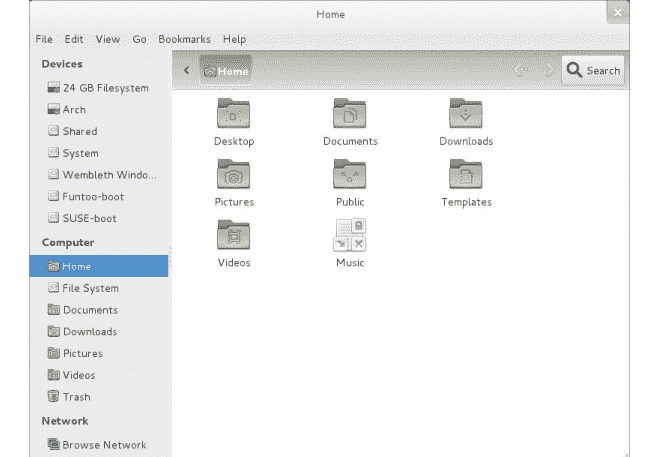 Home
File Edit View Go Bookmarks Help
Devices
24 GB Filesystem
Arch
Shared
System
Wembleth Windo...
Funtoo-boot
SUSE-boot
Computer
Home
File System
Documents
Downloads
Pictures
Videos
Trash
Network
Browse Network
Home
Search
Desktop Documents Downloads
Pictures Public Templates
Videos Music